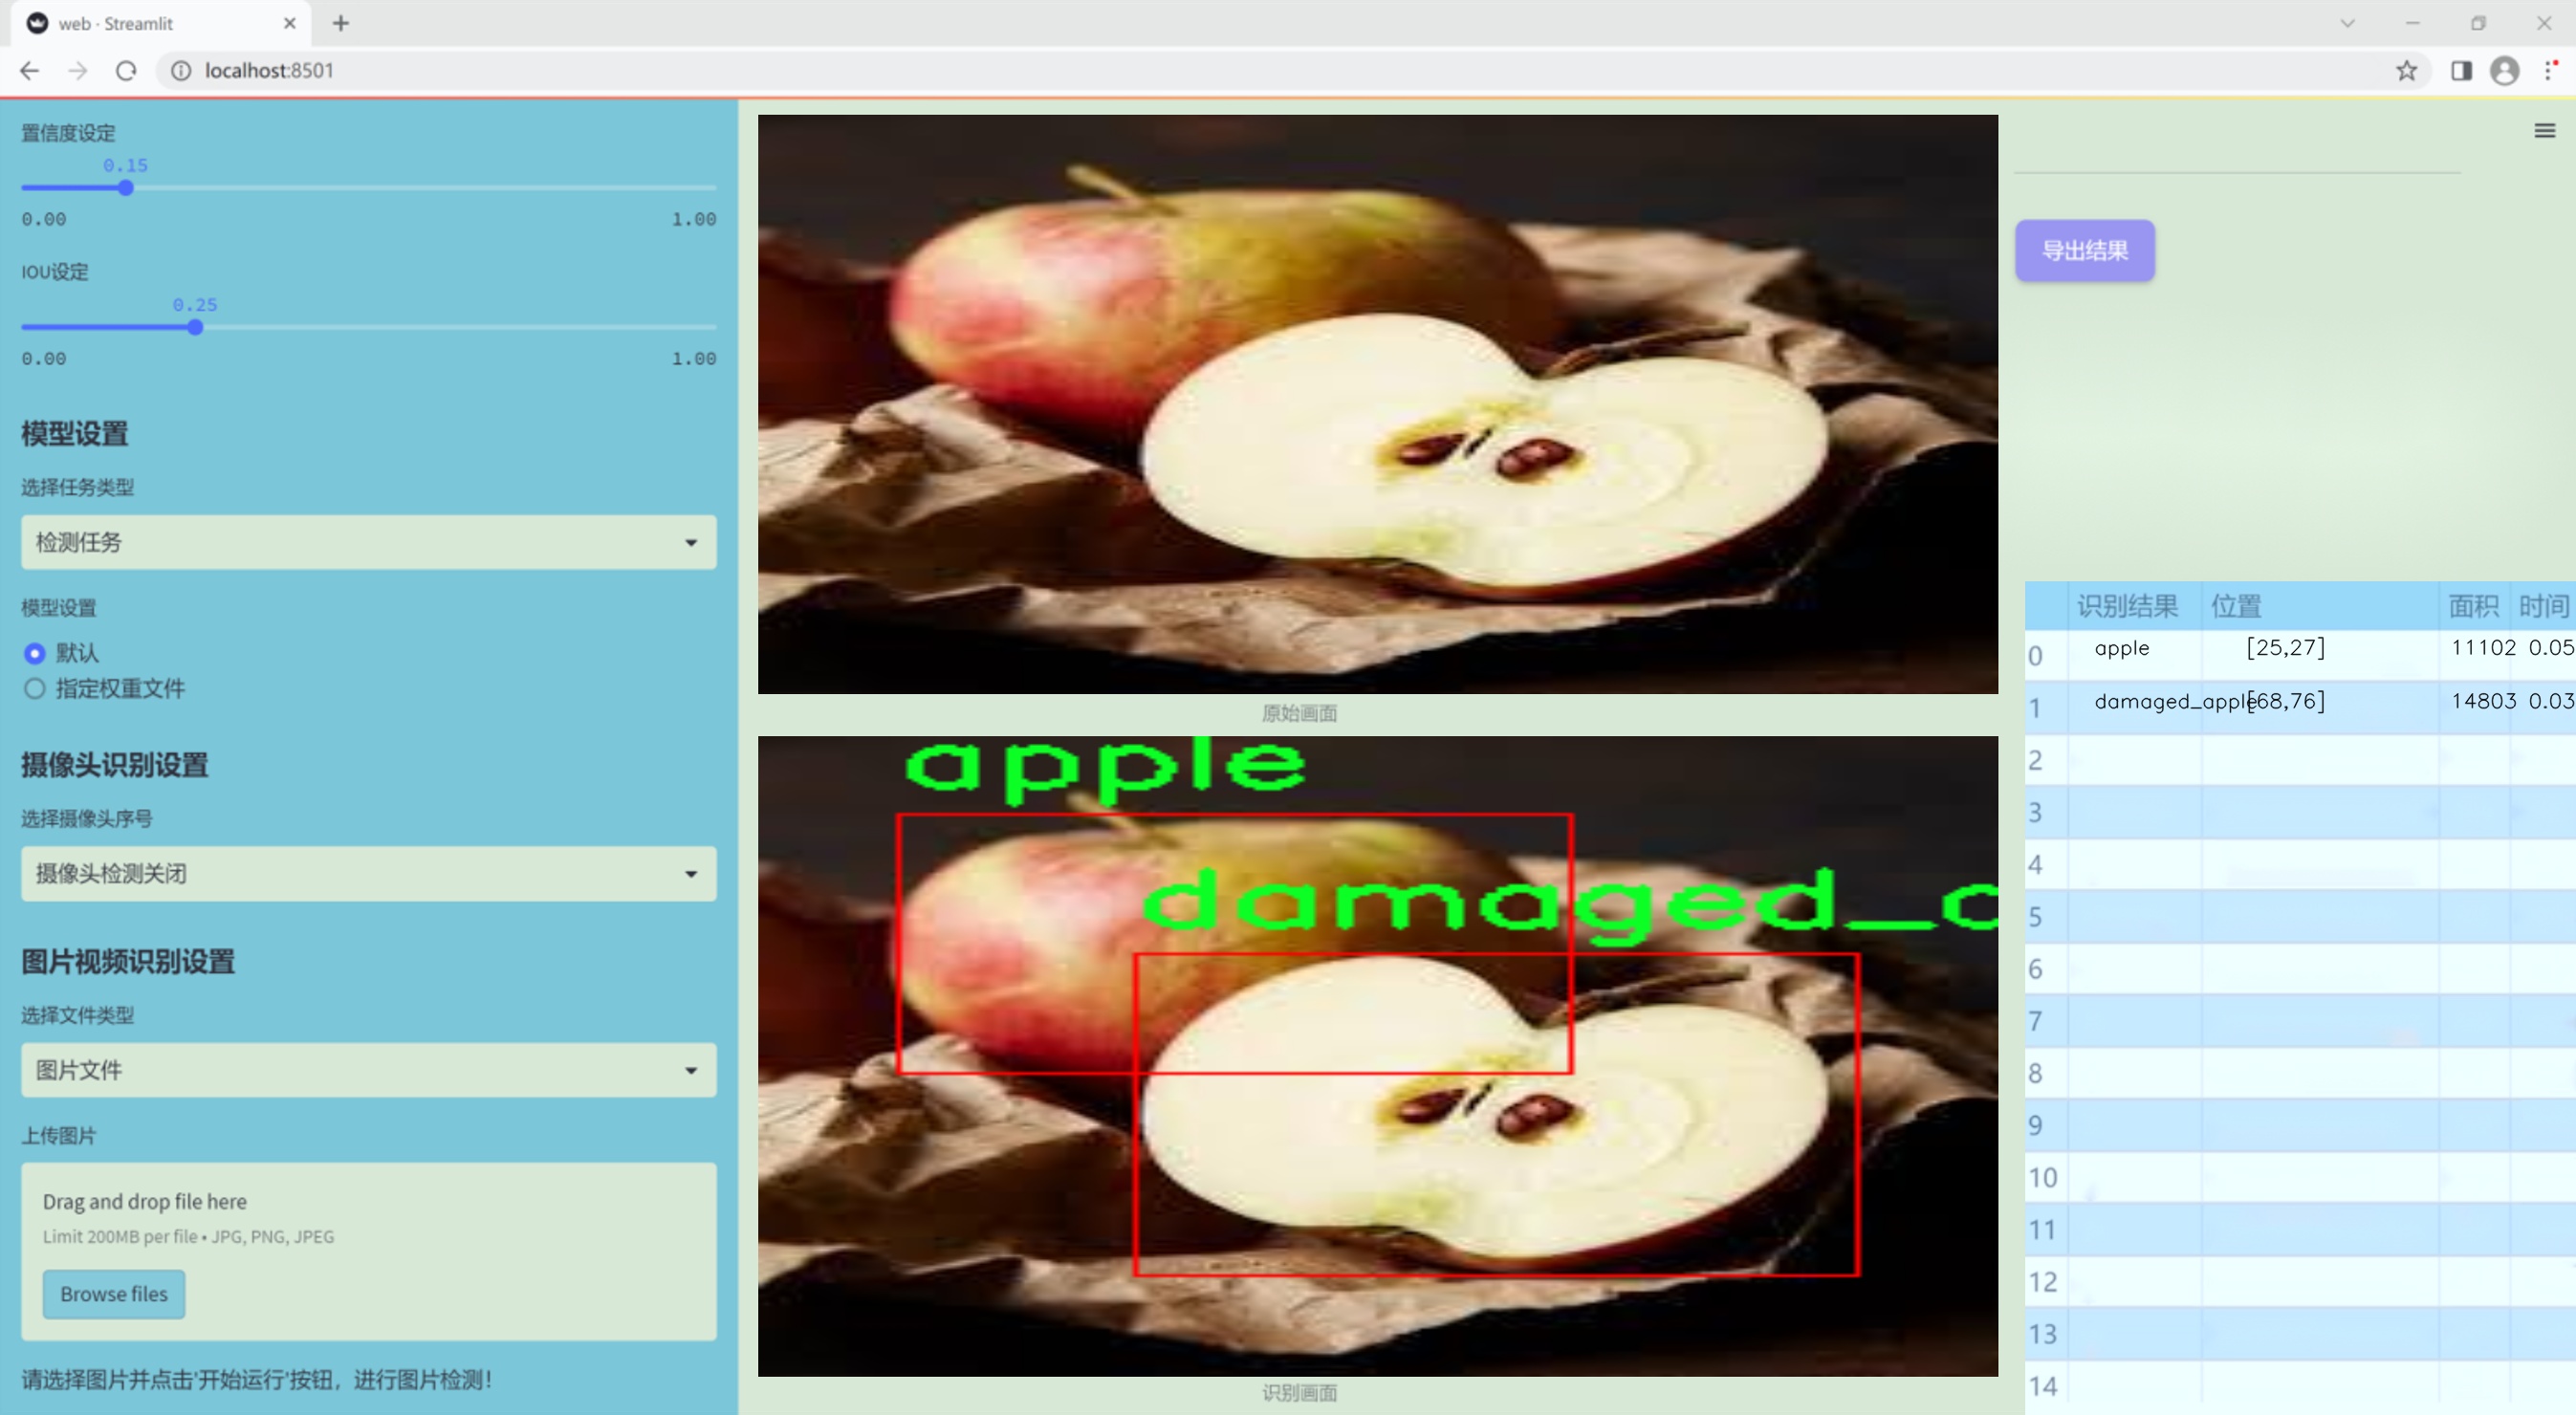 web · Streamlit
localhost:8501
置信度设定
0.15
0.00 1.00
IOU设定
0.25
0.00 1.00
模型设置
选择任务类型
检测任务
模型设置
默认
指定权重文件
摄像头识别设置
选择摄像头序号
摄像头检测关闭
图片视频识别设置
选择文件类型
图片文件
上传图片
Drag and drop file here
Limit 200MB per file • JPG, PNG, JPEG
Browse files
请选择图片并点击'开始运行'按钮，进行图片检测!
原始画面
apple
damaged_
识别画面
导出结果
识别结果 位置 面积 时间
0 apple [25,27] 11102 0.05
1 damaged_apple [68,76] 14803 0.03
2
3
4
5
6
7
8
9
10
11
12
13
14